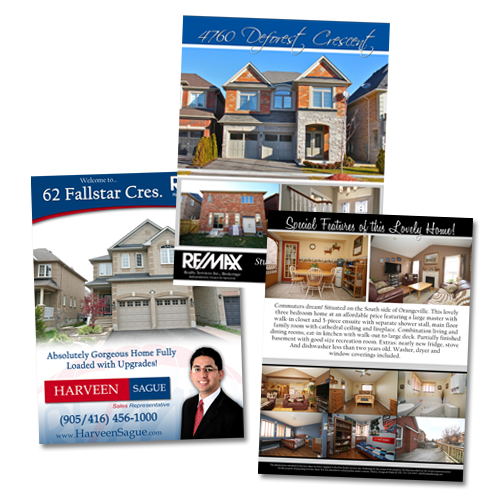 4760 Deforest Crescent
RE/MAX
Realty Services Inc., Brokerage
Welcome to...
62 Fallstar Cres.
RE
Absolutely Gorgeous Home Fully
Loaded with Upgrades!
HARVEEN SAGUE
Sales Representative
(905/416) 456-1000
www.HarveenSague.com
Special Features of this Lovely Home!
Commuters dream! Situated on the South side of Orangeville. This lovely
three bedroom home at an affordable price featuring a large master with
walk-in closet and 5-piece ensuite with separate shower stall, main floor
family room with cathedral ceiling and fireplace. Combination living and
dining rooms, eat-in kitchen with walk-out to large deck. Partially finished
basement with good size recreation room. Extras: nearly new fridge, stove
And dishwasher less than two years old. Washer, dryer and
window coverings included.